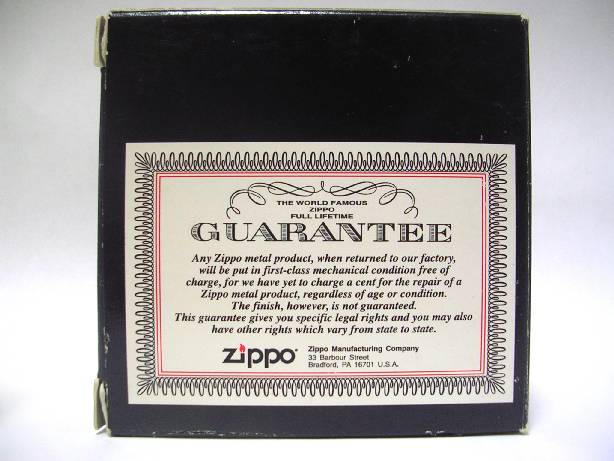 THE WORLD FAMOUS
ZIPPO
FULL LIFETIME
GUARANTEE
Any Zippo metal product, when returned to our factory,
will be put in first-class mechanical condition free of
charge, for we have yet to charge a cent for the repair of a
Zippo metal product, regardless of age or condition.
The finish, however, is not guaranteed.
This guarantee gives you specific legal rights and you may also
have other rights which vary from state to state.
zippo®
Zippo Manufacturing Company
33 Barbour Street
Bradford, PA 16701 U.S.A.